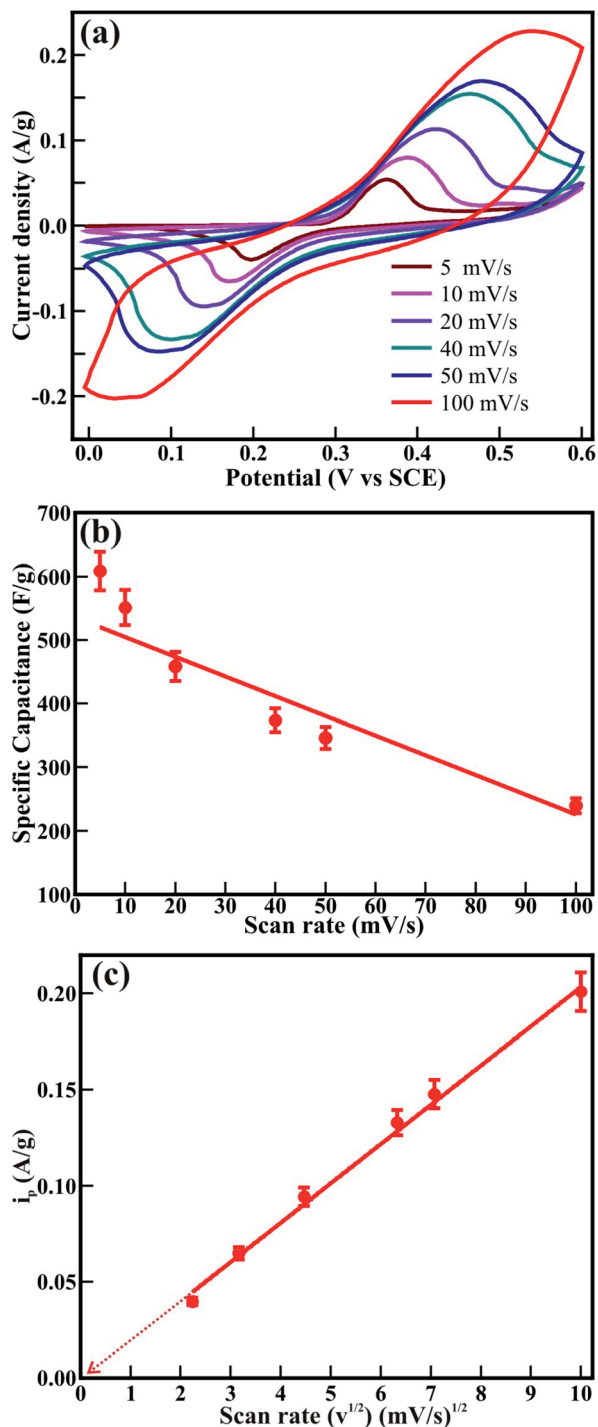 (a)
Current density (A/g)
0.2
0.1
0.0
-0.1
-0.2
5 mV/s
10 mV/s
20 mV/s
40 mV/s
50 mV/s
100 mV/s
0.0 0.1 0.2 0.3 0.4 0.5 0.6
Potential (V vs SCE)
(b)
Specific Capacitance (F/g)
700
600
500
400
300
200
100
0 10 20 30 40 50 60 70 80 90 100
Scan rate (mV/s)
(c)
i_p (A/g)
0.20
0.15
0.10
0.05
0.00
0 1 2 3 4 5 6 7 8 9 10
Scan rate (v^1/2) (mV/s)^1/2